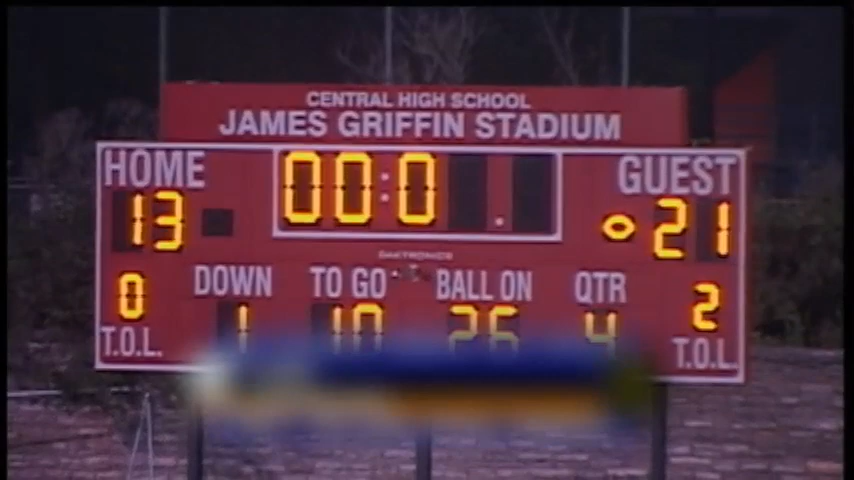 CENTRAL HIGH SCHOOL
JAMES GRIFFIN STADIUM
HOME 00:0 . GUEST
13 21
DAKTRONICS
DOWN TO GO BALL ON QTR
0 1 10 26 4 2
T.O.L. T.O.L.